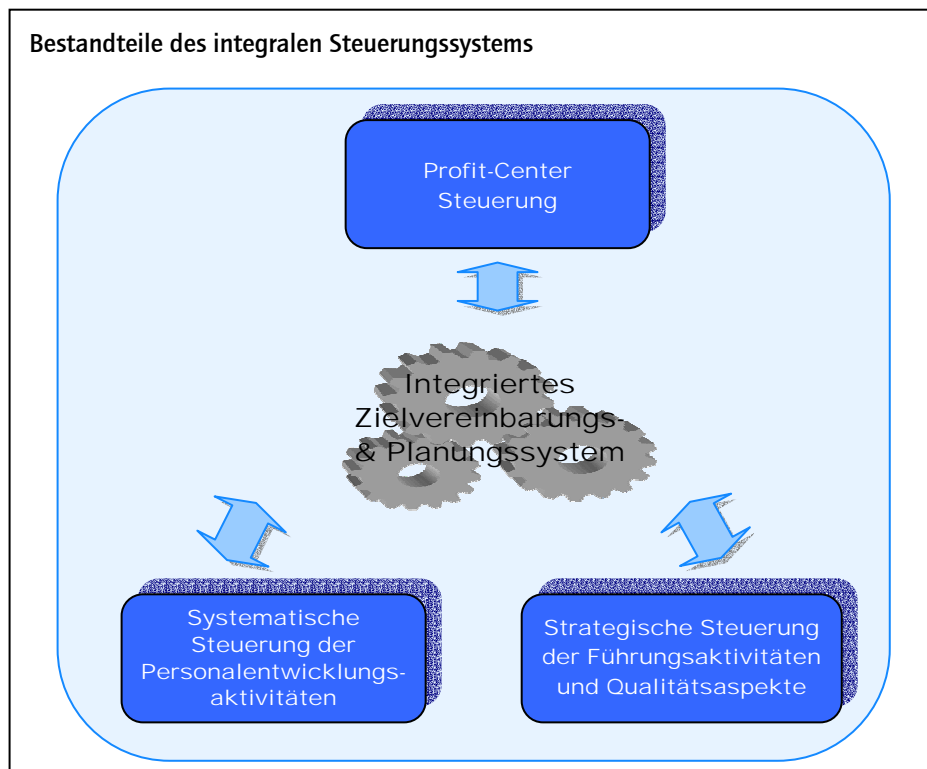 Bestandteile des integralen Steuerungssystems
Profit-Center
Steuerung
Integriertes
Zielvereinbarungs-
& Planungssystem
Systematische
Steuerung der
Personalentwicklungs-
aktivitäten
Strategische Steuerung
der Führungsaktivitäten
und Qualitätsaspekte